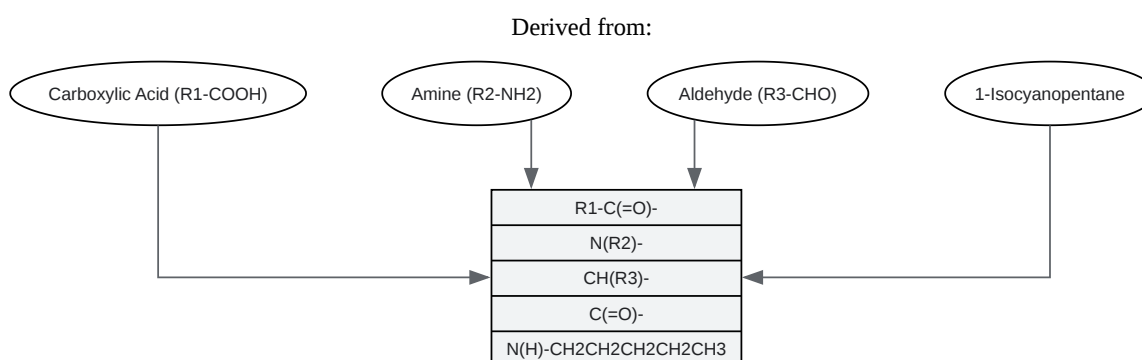 Derived from:
Carboxylic Acid (R1-COOH)
Amine (R2-NH2)
Aldehyde (R3-CHO)
1-Isocyanopentane
R1-C(=O)-
N(R2)-
CH(R3)-
C(=O)-
N(H)-CH2CH2CH2CH2CH3